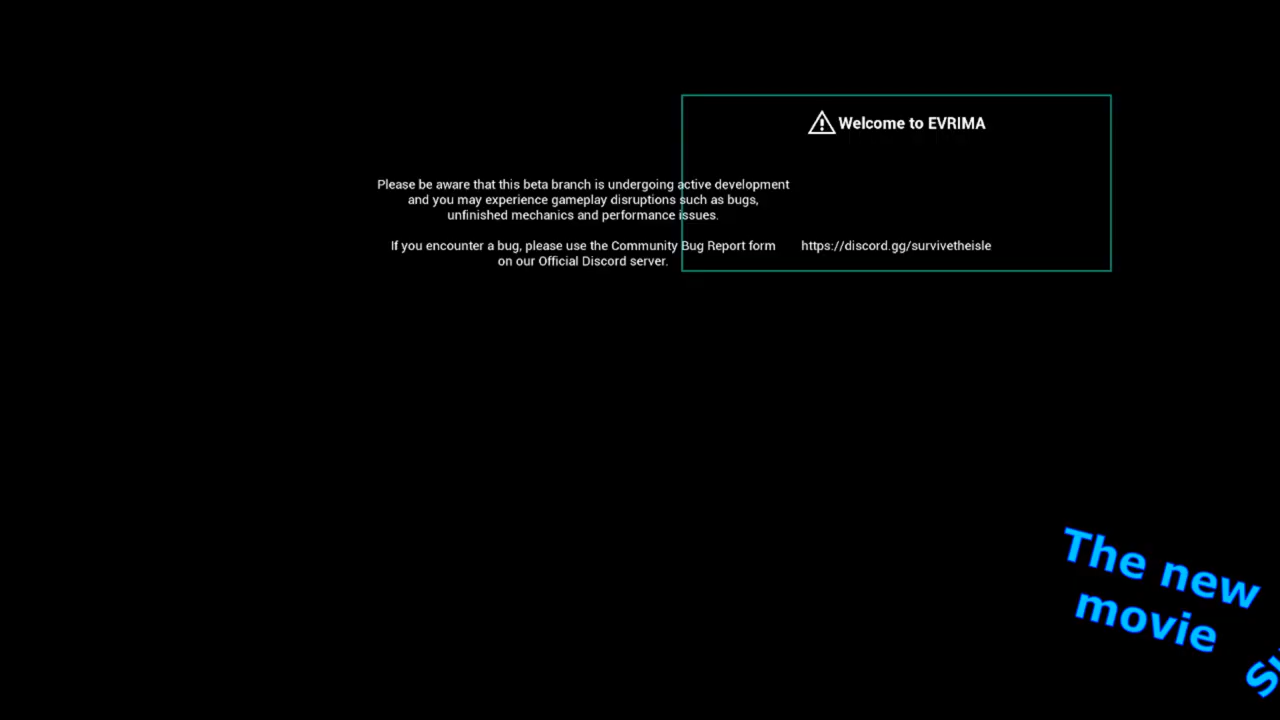 Welcome to EVRIMA
Please be aware that this beta branch is undergoing active development
and you may experience gameplay disruptions such as bugs,
unfinished mechanics and performance issues.
If you encounter a bug, please use the Community Bug Report form
on our Official Discord server.
https://discord.gg/survivetheisle
The new
movie